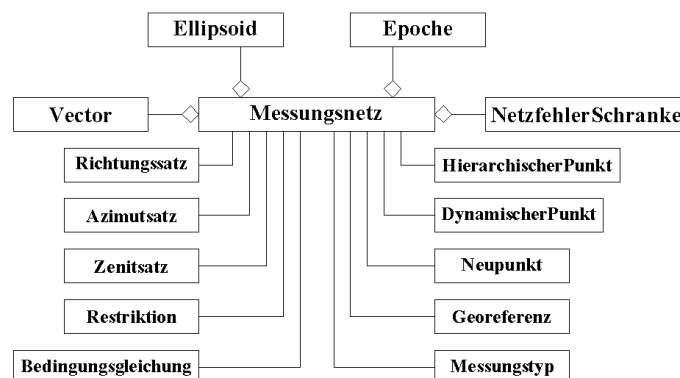 Ellipsoid
Epoche
Vector
Messungsnetz
NetzfehlerSchranke
Richtungssatz
HierarchischerPunkt
Azimutsatz
DynamischerPunkt
Zenitsatz
Neupunkt
Restriktion
Georeferenz
Bedingungsgleichung
Messungstyp